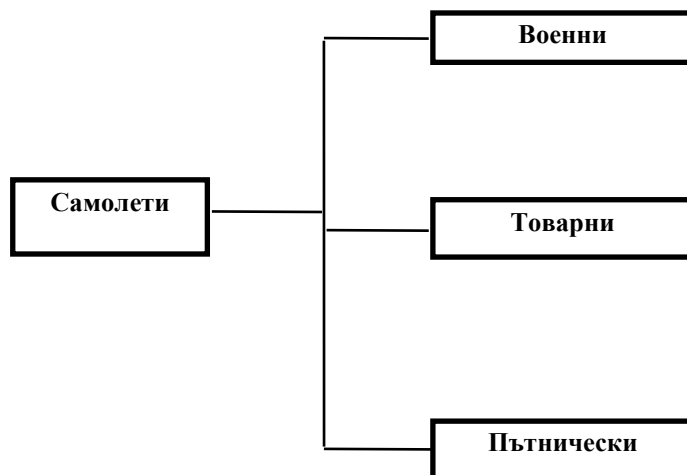 Военни
Самолети
Товарни
Пътнически